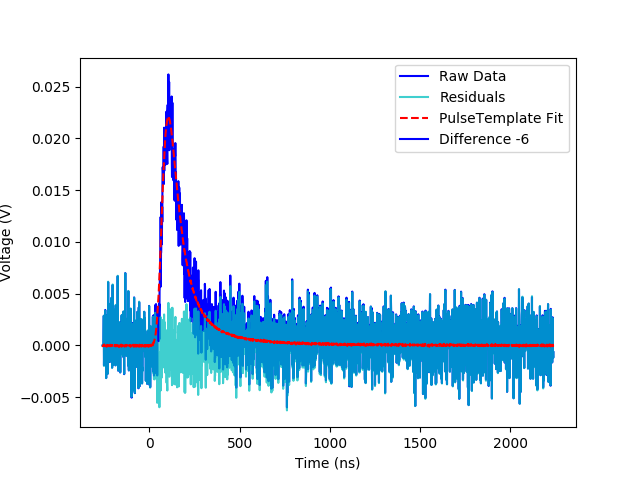 Raw Data
Residuals
PulseTemplate Fit
Difference -6
0.025
0.020
0.015
0.010
0.005
0.000
−0.005
Voltage (V)
0
500
1000
1500
2000
Time (ns)